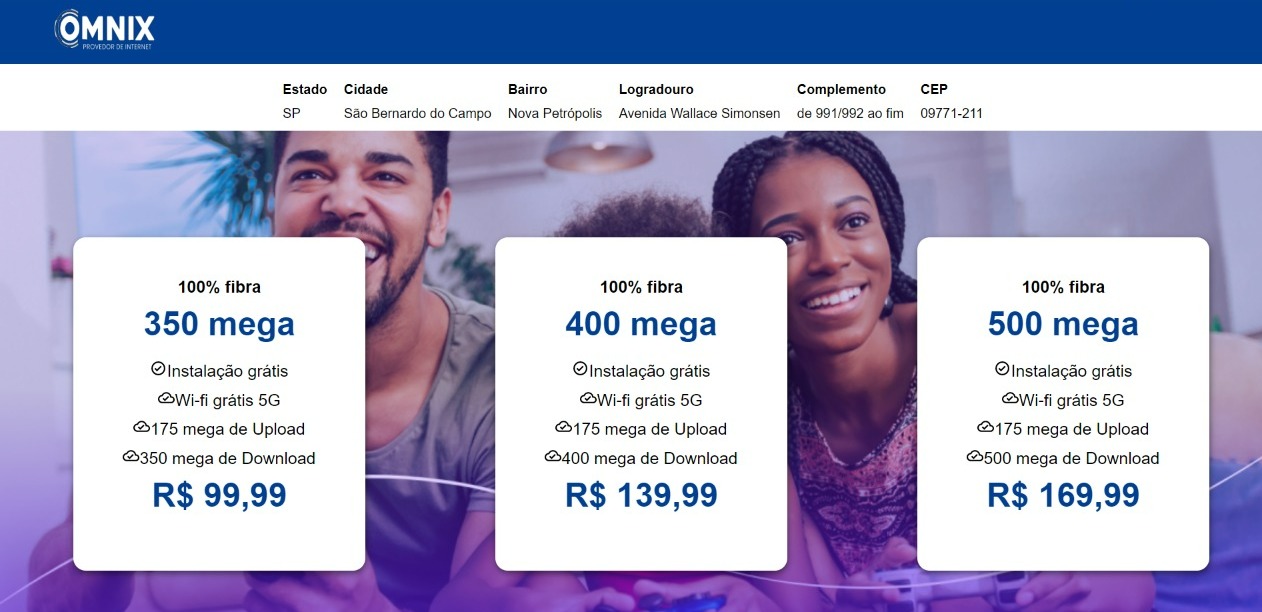 OMNIX
PROVEDOR DE INTERNET
Estado Cidade Bairro Logradouro Complemento CEP
SP São Bernardo do Campo Nova Petrópolis Avenida Wallace Simonsen de 991/992 ao fim 09771-211
100% fibra
350 mega
Instalação grátis
Wi-fi grátis 5G
175 mega de Upload
350 mega de Download
R$ 99,99
100% fibra
400 mega
Instalação grátis
Wi-fi grátis 5G
175 mega de Upload
400 mega de Download
R$ 139,99
100% fibra
500 mega
Instalação grátis
Wi-fi grátis 5G
175 mega de Upload
500 mega de Download
R$ 169,99